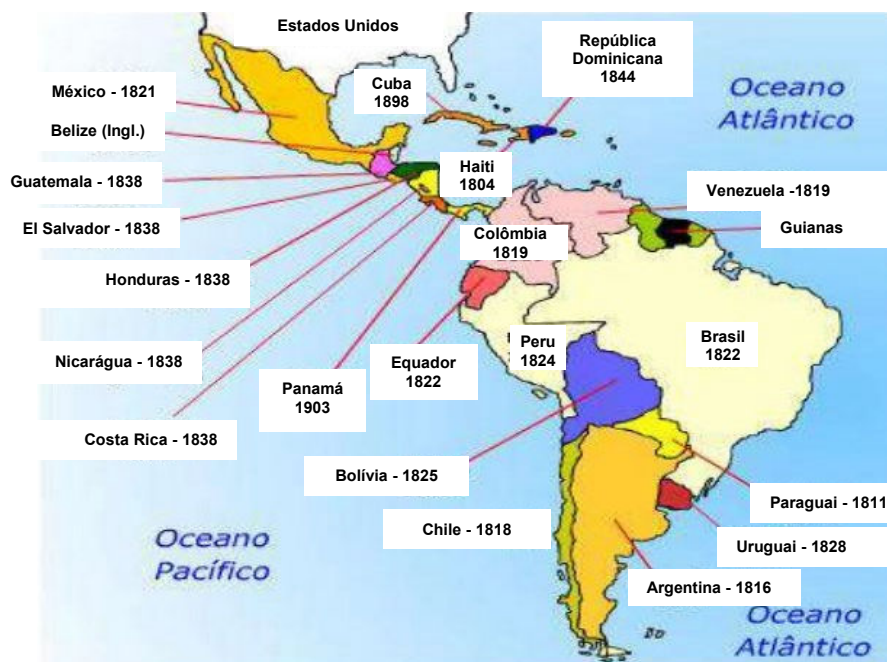 Estados Unidos
República
Dominicana
1844
México - 1821
Cuba
1898
Oceano
Atlântico
Belize (Ingl.)
Haiti
1804
Guatemala - 1838
Venezuela -1819
El Salvador - 1838
Colômbia
1819
Guianas
Honduras - 1838
Peru
1824
Brasil
1822
Nicarágua - 1838
Equador
1822
Panamá
1903
Costa Rica - 1838
Bolívia - 1825
Paraguai - 1811
Chile - 1818
Uruguai - 1828
Oceano
Pacífico
Argentina - 1816
Oceano
Atlântico